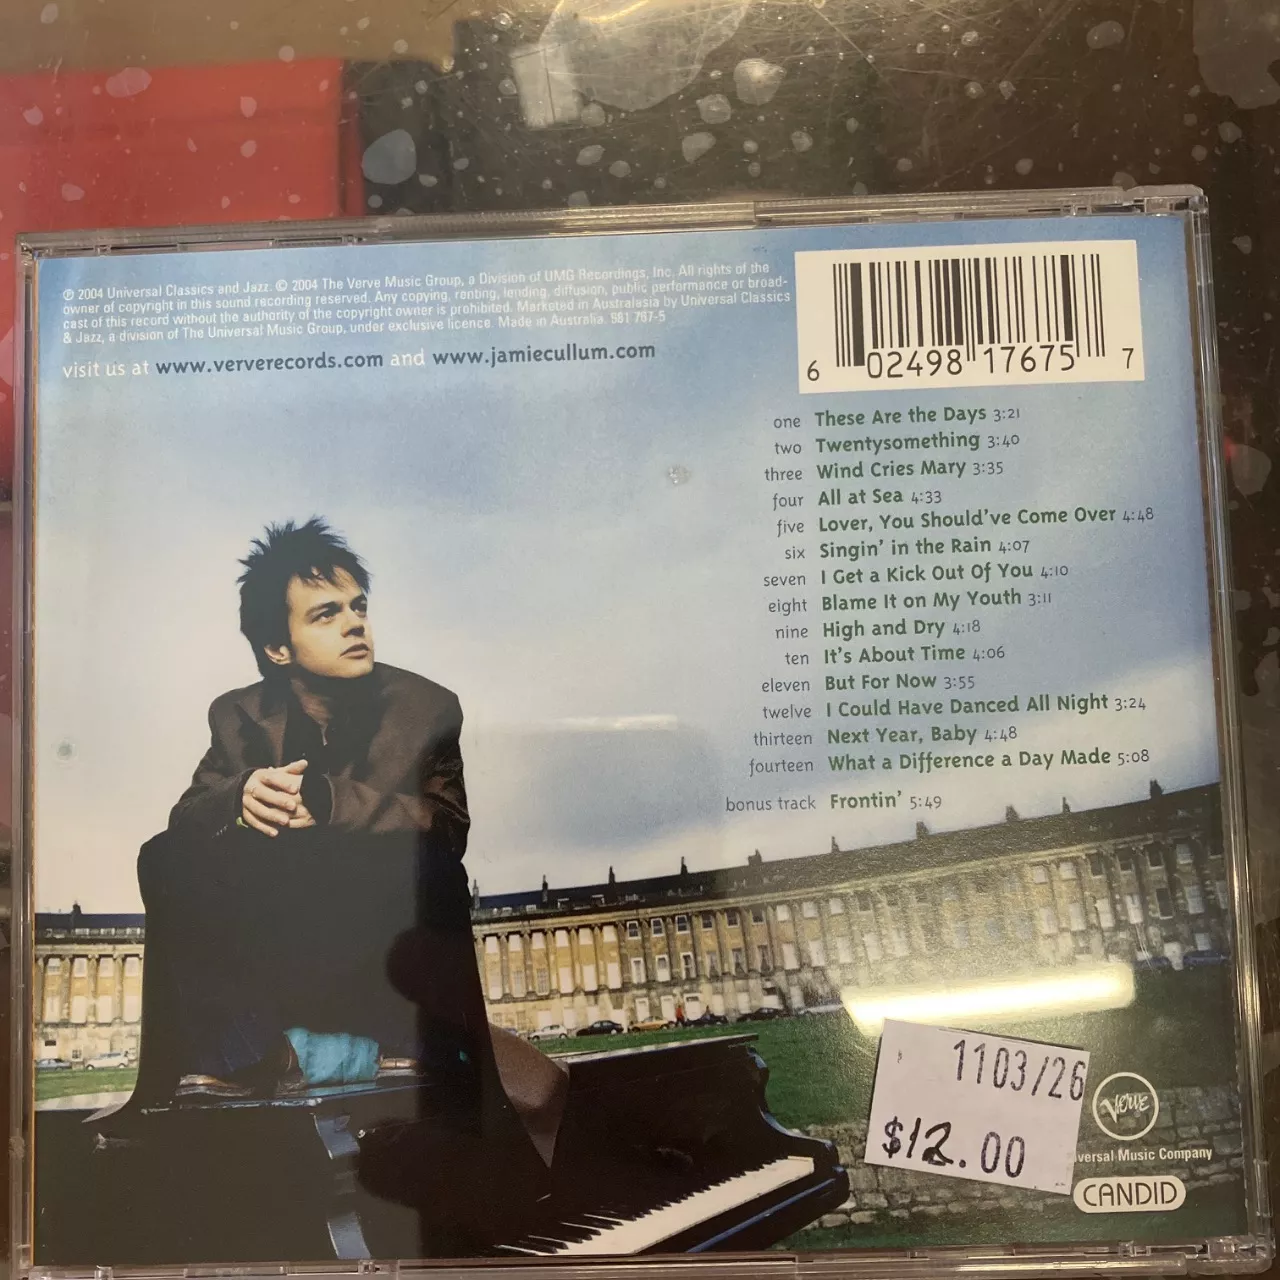 ℗ 2004 Universal Classics and Jazz. © 2004 The Verve Music Group, a Division of UMG Recordings, Inc. All rights of the
owner of copyright in this sound recording reserved. Any copying, renting, lending, diffusion, public performance or broad-
cast of this record without the authority of the copyright owner is prohibited. Marketed in Australasia by Universal Classics
& Jazz, a division of The Universal Music Group, under exclusive licence. Made in Australia. 981 767-5
visit us at www.ververecords.com and www.jamiecullum.com
6 02498 17675 7
one These Are the Days 3:21
two Twentysomething 3:40
three Wind Cries Mary 3:35
four All at Sea 4:33
five Lover, You Should've Come Over 4:48
six Singin' in the Rain 4:07
seven I Get a Kick Out Of You 4:10
eight Blame It on My Youth 3:11
nine High and Dry 4:18
ten It's About Time 4:06
eleven But For Now 3:55
twelve I Could Have Danced All Night 3:24
thirteen Next Year, Baby 4:48
fourteen What a Difference a Day Made 5:08
bonus track Frontin' 5:49
1103/26
$12.00
Verve
versal Music Company
CANDID